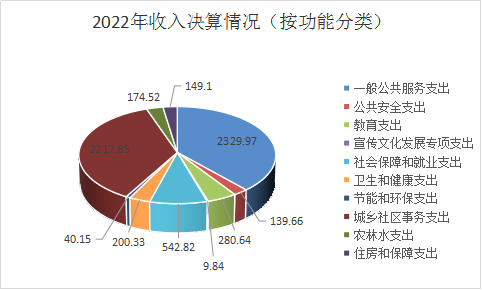 2022年收入决算情况（按功能分类）
149.1
174.52
2329.97
2217.85
139.66
40.15
200.33
280.64
542.82
9.84
一般公共服务支出
公共安全支出
教育支出
宣传文化发展专项支出
社会保障和就业支出
卫生和健康支出
节能和环保支出
城乡社区事务支出
农林水支出
住房和保障支出